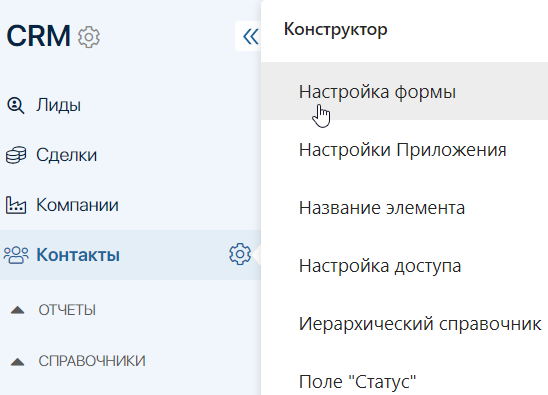 CRM
Лиды
Сделки
Компании
Контакты
ОТЧЕТЫ
СПРАВОЧНИКИ
Конструктор
Настройка формы
Настройки Приложения
Название элемента
Настройка доступа
Иерархический справочник
Поле "Статус"